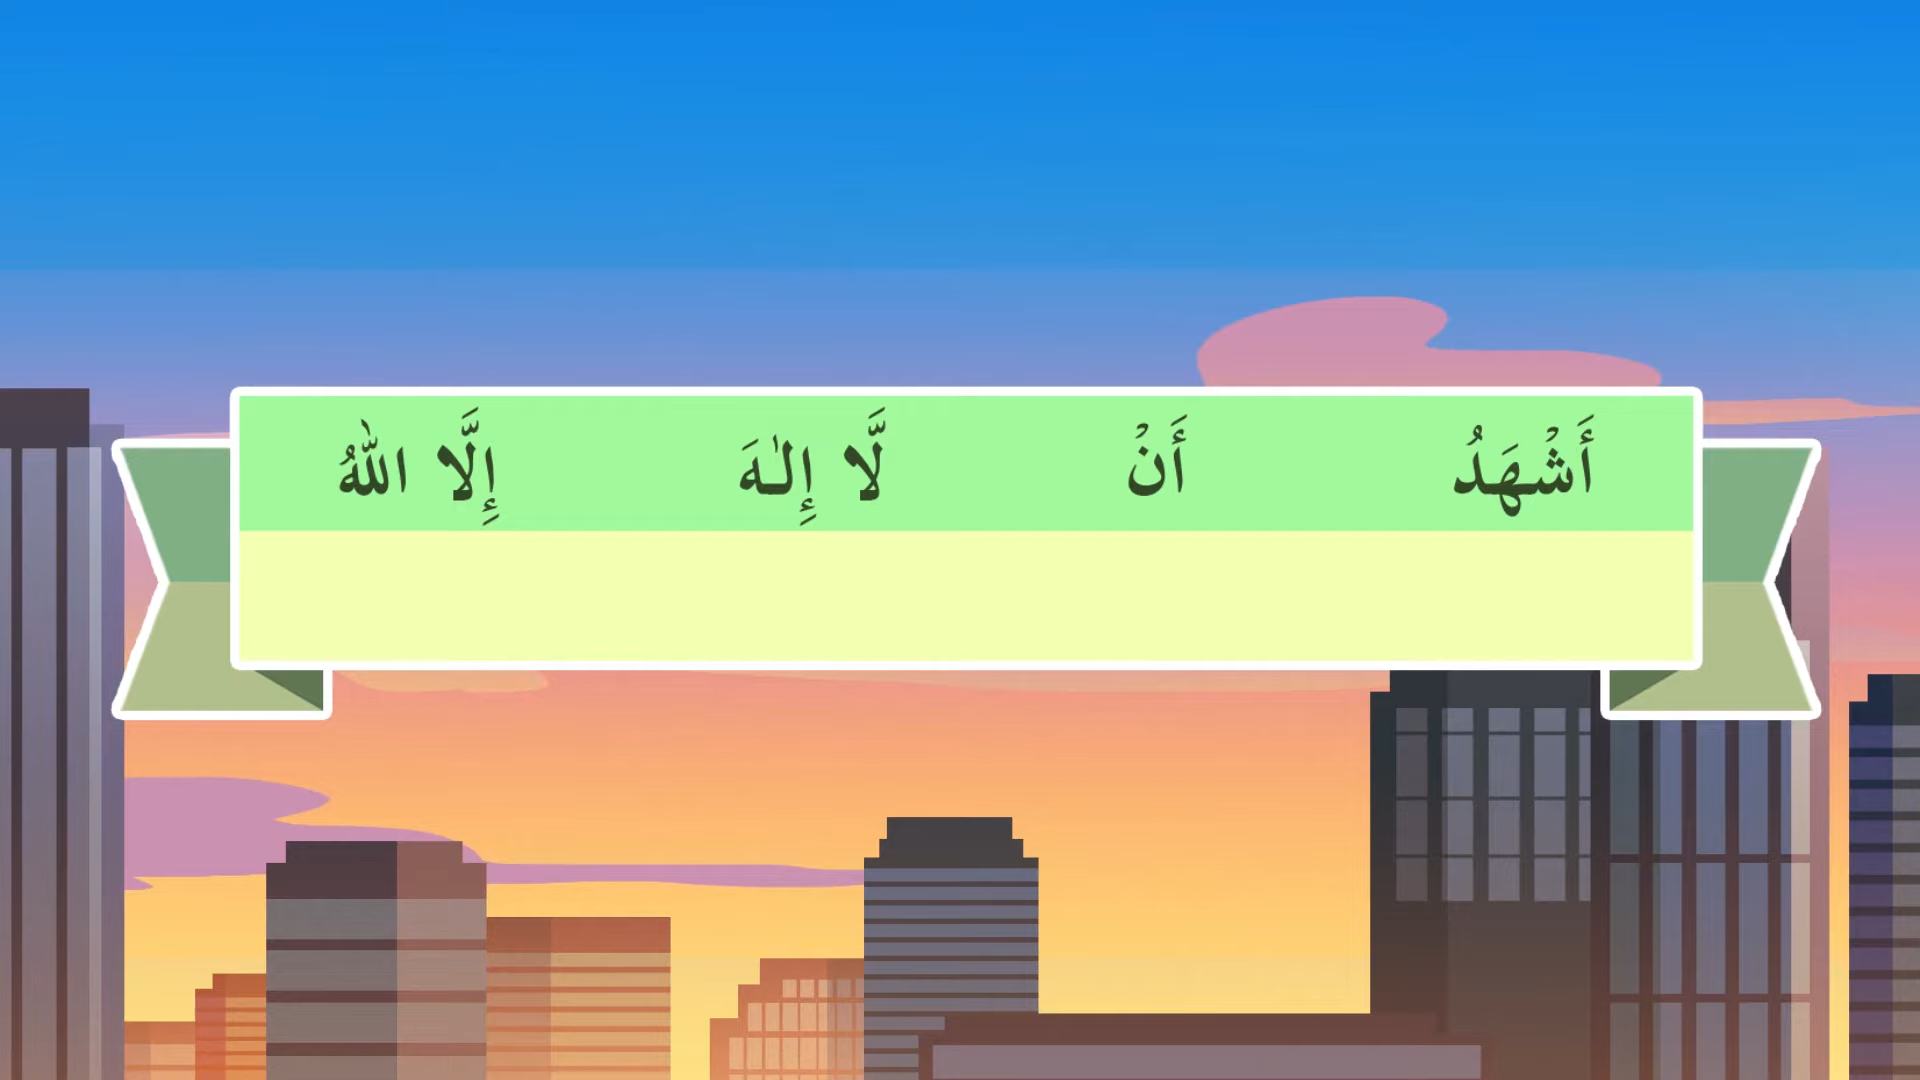 أَشْهَدُ أَنْ لَّا إِلٰـهَ إِلَّا اللّٰهُ